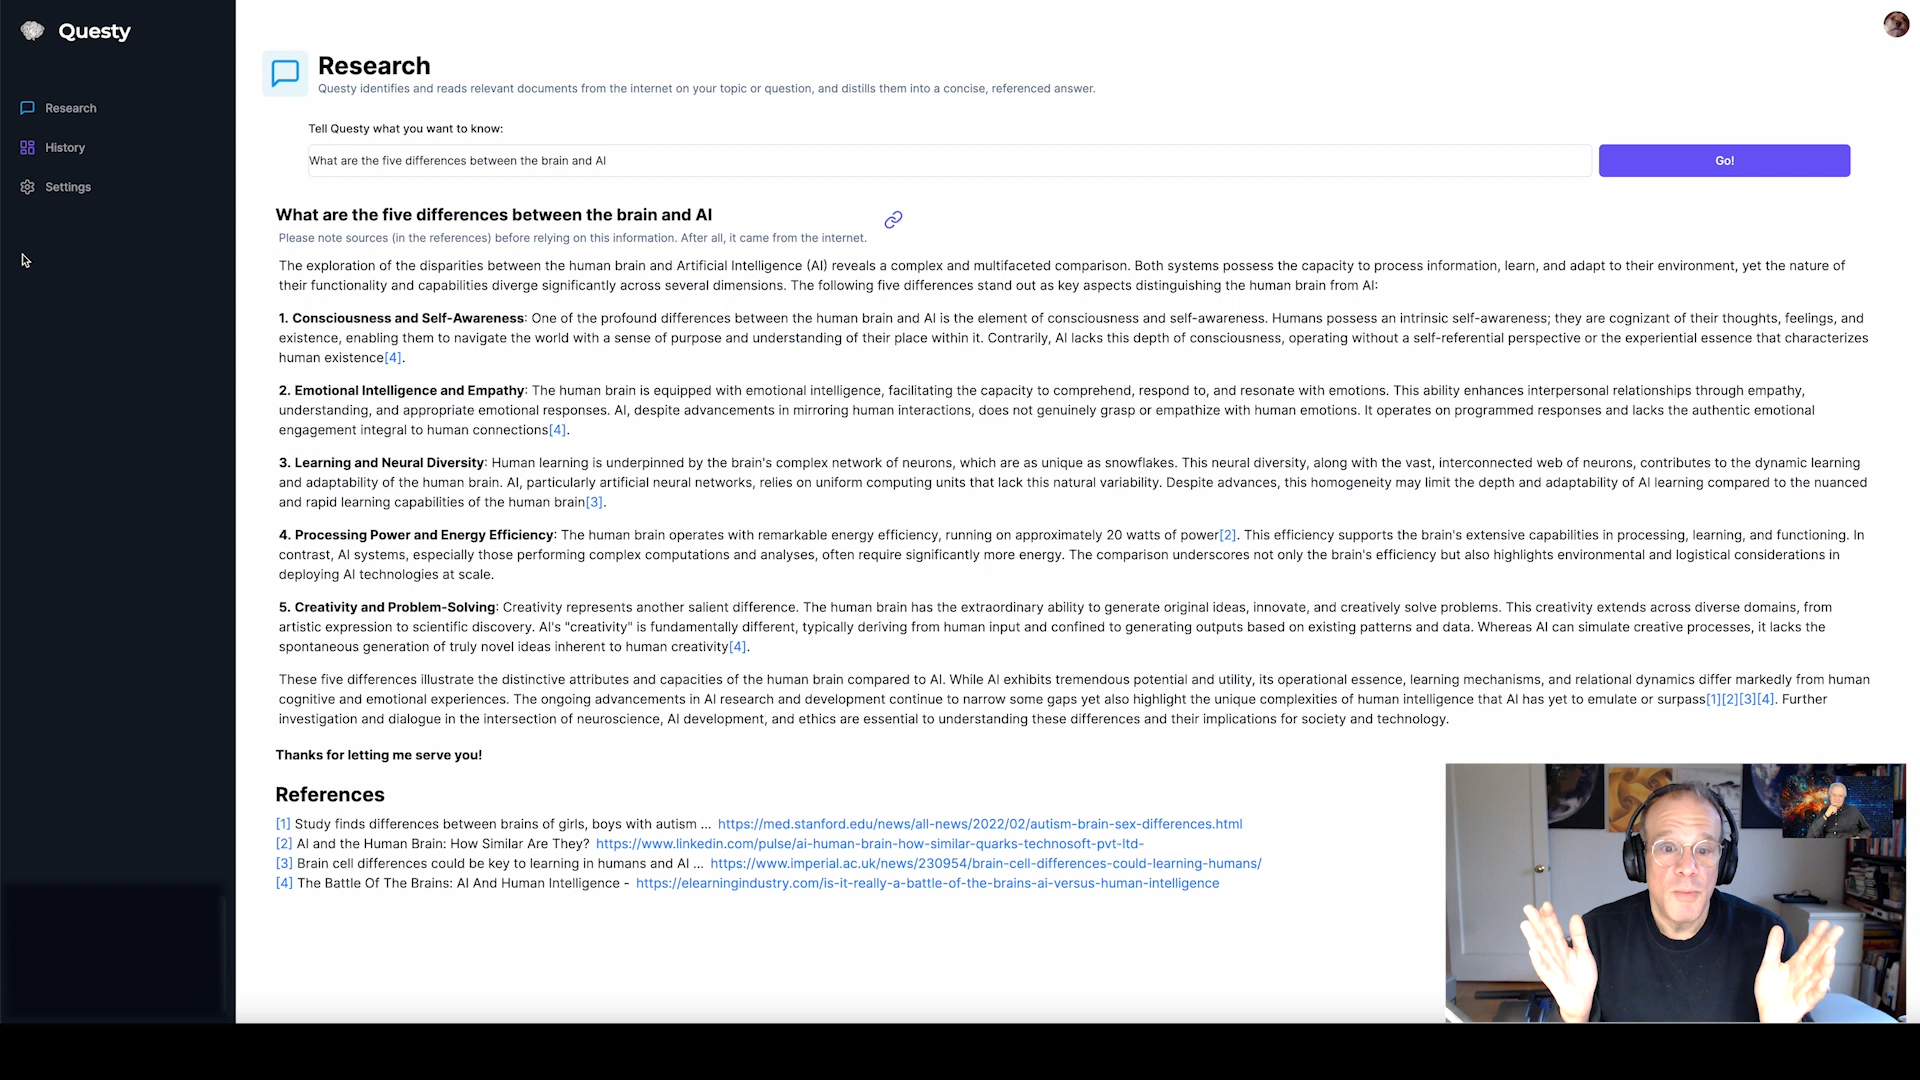 Questy
Research
History
Settings
Research
Questy identifies and reads relevant documents from the internet on your topic or question, and distills them into a concise, referenced answer.
Tell Questy what you want to know:
What are the five differences between the brain and AI
Go!
What are the five differences between the brain and AI
Please note sources (in the references) before relying on this information. After all, it came from the internet.
The exploration of the disparities between the human brain and Artificial Intelligence (AI) reveals a complex and multifaceted comparison. Both systems possess the capacity to process information, learn, and adapt to their environment, yet the nature of
their functionality and capabilities diverge significantly across several dimensions. The following five differences stand out as key aspects distinguishing the human brain from AI:
1. Consciousness and Self-Awareness: One of the profound differences between the human brain and AI is the element of consciousness and self-awareness. Humans possess an intrinsic self-awareness; they are cognizant of their thoughts, feelings, and
existence, enabling them to navigate the world with a sense of purpose and understanding of their place within it. Contrarily, AI lacks this depth of consciousness, operating without a self-referential perspective or the experiential essence that characterizes
human existence[4].
2. Emotional Intelligence and Empathy: The human brain is equipped with emotional intelligence, facilitating the capacity to comprehend, respond to, and resonate with emotions. This ability enhances interpersonal relationships through empathy,
understanding, and appropriate emotional responses. AI, despite advancements in mirroring human interactions, does not genuinely grasp or empathize with human emotions. It operates on programmed responses and lacks the authentic emotional
engagement integral to human connections[4].
3. Learning and Neural Diversity: Human learning is underpinned by the brain's complex network of neurons, which are as unique as snowflakes. This neural diversity, along with the vast, interconnected web of neurons, contributes to the dynamic learning
and adaptability of the human brain. AI, particularly artificial neural networks, relies on uniform computing units that lack this natural variability. Despite advances, this homogeneity may limit the depth and adaptability of AI learning compared to the nuanced
and rapid learning capabilities of the human brain[3].
4. Processing Power and Energy Efficiency: The human brain operates with remarkable energy efficiency, running on approximately 20 watts of power[2]. This efficiency supports the brain's extensive capabilities in processing, learning, and functioning. In
contrast, AI systems, especially those performing complex computations and analyses, often require significantly more energy. The comparison underscores not only the brain's efficiency but also highlights environmental and logistical considerations in
deploying AI technologies at scale.
5. Creativity and Problem-Solving: Creativity represents another salient difference. The human brain has the extraordinary ability to generate original ideas, innovate, and creatively solve problems. This creativity extends across diverse domains, from
artistic expression to scientific discovery. AI's "creativity" is fundamentally different, typically deriving from human input and confined to generating outputs based on existing patterns and data. Whereas AI can simulate creative processes, it lacks the
spontaneous generation of truly novel ideas inherent to human creativity[4].
These five differences illustrate the distinctive attributes and capacities of the human brain compared to AI. While AI exhibits tremendous potential and utility, its operational essence, learning mechanisms, and relational dynamics differ markedly from human
cognitive and emotional experiences. The ongoing advancements in AI research and development continue to narrow some gaps yet also highlight the unique complexities of human intelligence that AI has yet to emulate or surpass[1][2][3][4]. Further
investigation and dialogue in the intersection of neuroscience, AI development, and ethics are essential to understanding these differences and their implications for society and technology.
Thanks for letting me serve you!
References
[1] Study finds differences between brains of girls, boys with autism ... https://med.stanford.edu/news/all-news/2022/02/autism-brain-sex-differences.html
[2] AI and the Human Brain: How Similar Are They? https://www.linkedin.com/pulse/ai-human-brain-how-similar-quarks-technosoft-pvt-ltd-
[3] Brain cell differences could be key to learning in humans and AI ... https://www.imperial.ac.uk/news/230954/brain-cell-differences-could-learning-humans/
[4] The Battle Of The Brains: AI And Human Intelligence - https://elearningindustry.com/is-it-really-a-battle-of-the-brains-ai-versus-human-intelligence